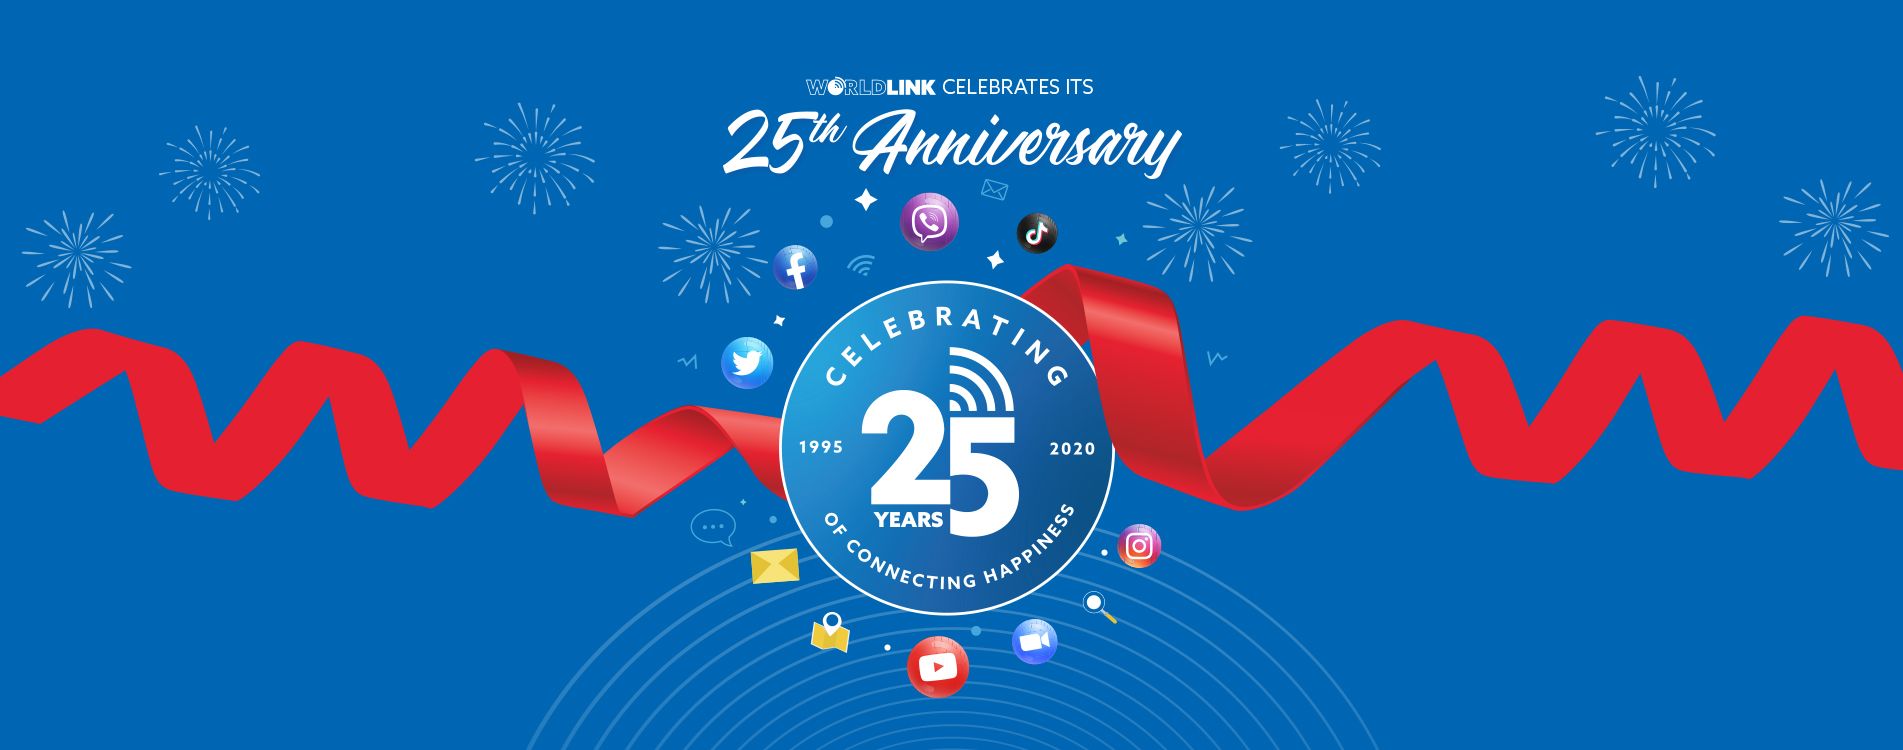 WORLDLINK CELEBRATES ITS
25th Anniversary
CELEBRATING
1995
25
2020
YEARS
OF CONNECTING HAPPINESS